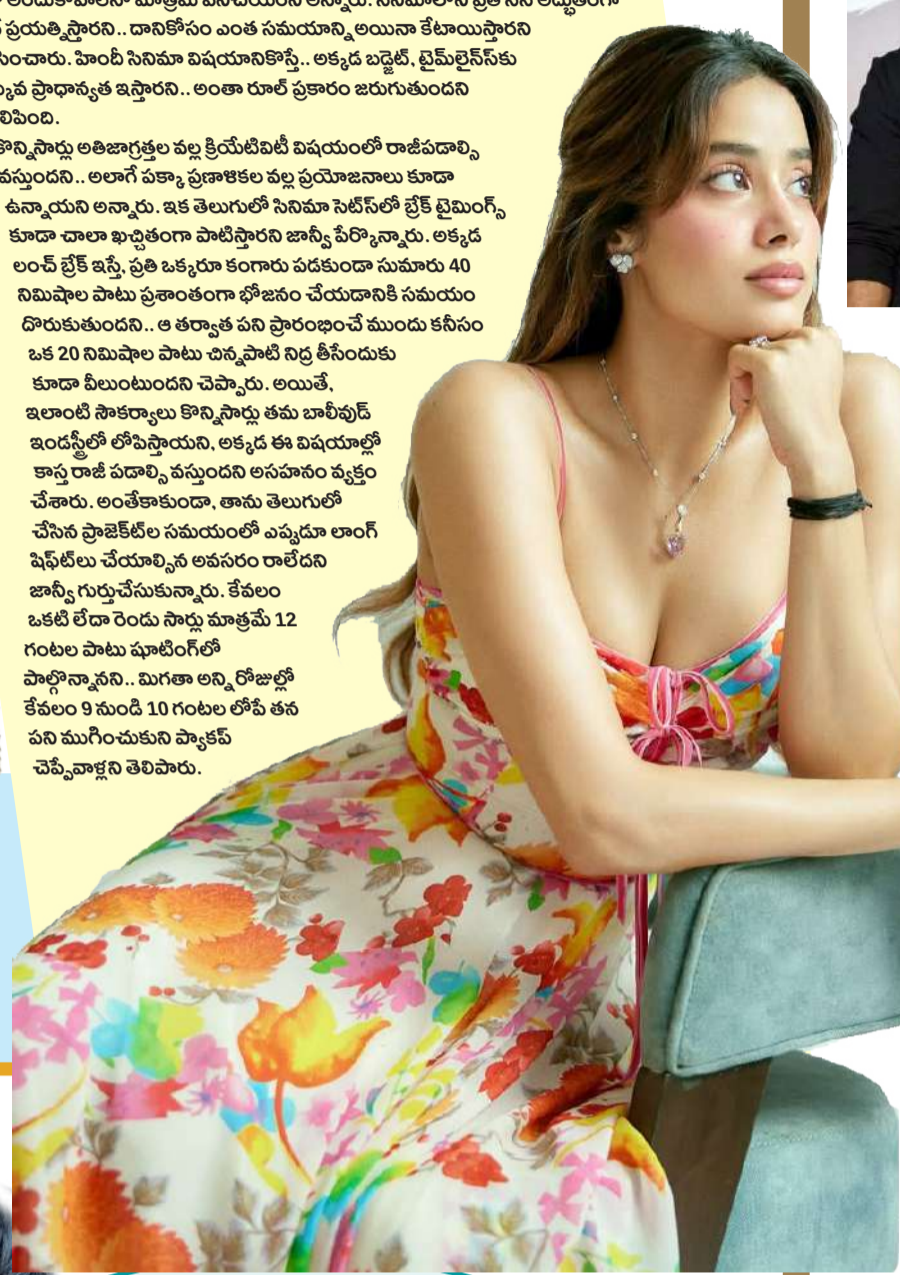 ప్రయత్నిస్తారని.. దానికోసం ఎంత సమయాన్ని అయినా కేటాయిస్తారని
హిందీ సినిమా విషయానికొస్తే.. అక్కడ బడ్జెట్, టైమ్‌లైన్స్‌కు
ప్రాధాన్యత ఇస్తారని.. అంతా రూల్ ప్రకారం జరుగుతుందని
లిపింది.
కొన్నిసార్లు అతిజాగ్రత్తల వల్ల క్రియేటివిటీ విషయంలో రాజీపడాల్సి
వస్తుందని.. అలాగే పక్కా ప్రణాళికల వల్ల ప్రయోజనాలు కూడా
ఉన్నాయని అన్నారు. ఇక తెలుగులో సినిమా సెట్స్‌లో బ్రేక్ టైమింగ్స్
కూడా చాలా ఖచ్చితంగా పాటిస్తారని జాన్వీ పేర్కొన్నారు. అక్కడ
లంచ్ బ్రేక్ ఇస్తే, ప్రతి ఒక్కరూ కంగారు పడకుండా సుమారు 40
నిమిషాల పాటు ప్రశాంతంగా భోజనం చేయడానికి సమయం
దొరుకుతుందని.. ఆ తర్వాత పని ప్రారంభించే ముందు కనీసం
ఒక 20 నిమిషాల పాటు చిన్నపాటి నిద్ర తీసేందుకు
కూడా వీలుంటుందని చెప్పారు. అయితే,
ఇలాంటి సౌకర్యాలు కొన్నిసార్లు తమ బాలీవుడ్
ఇండస్ట్రీలో లోపిస్తాయని, అక్కడ ఈ విషయాల్లో
కాస్త రాజీ పడాల్సి వస్తుందని అసహనం వ్యక్తం
చేశారు. అంతేకాకుండా, తాను తెలుగులో
చేసిన ప్రాజెక్ట్‌ల సమయంలో ఎప్పుడూ లాంగ్
షిఫ్ట్‌లు చేయాల్సిన అవసరం రాలేదని
జాన్వీ గుర్తుచేసుకున్నారు. కేవలం
ఒకటి లేదా రెండు సార్లు మాత్రమే 12
గంటల పాటు షూటింగ్‌లో
పాల్గొన్నానని.. మిగతా అన్ని రోజుల్లో
కేవలం 9 నుండి 10 గంటల లోపే తన
పని ముగించుకుని ప్యాకప్
చెప్పేవాళ్లని తెలిపారు.